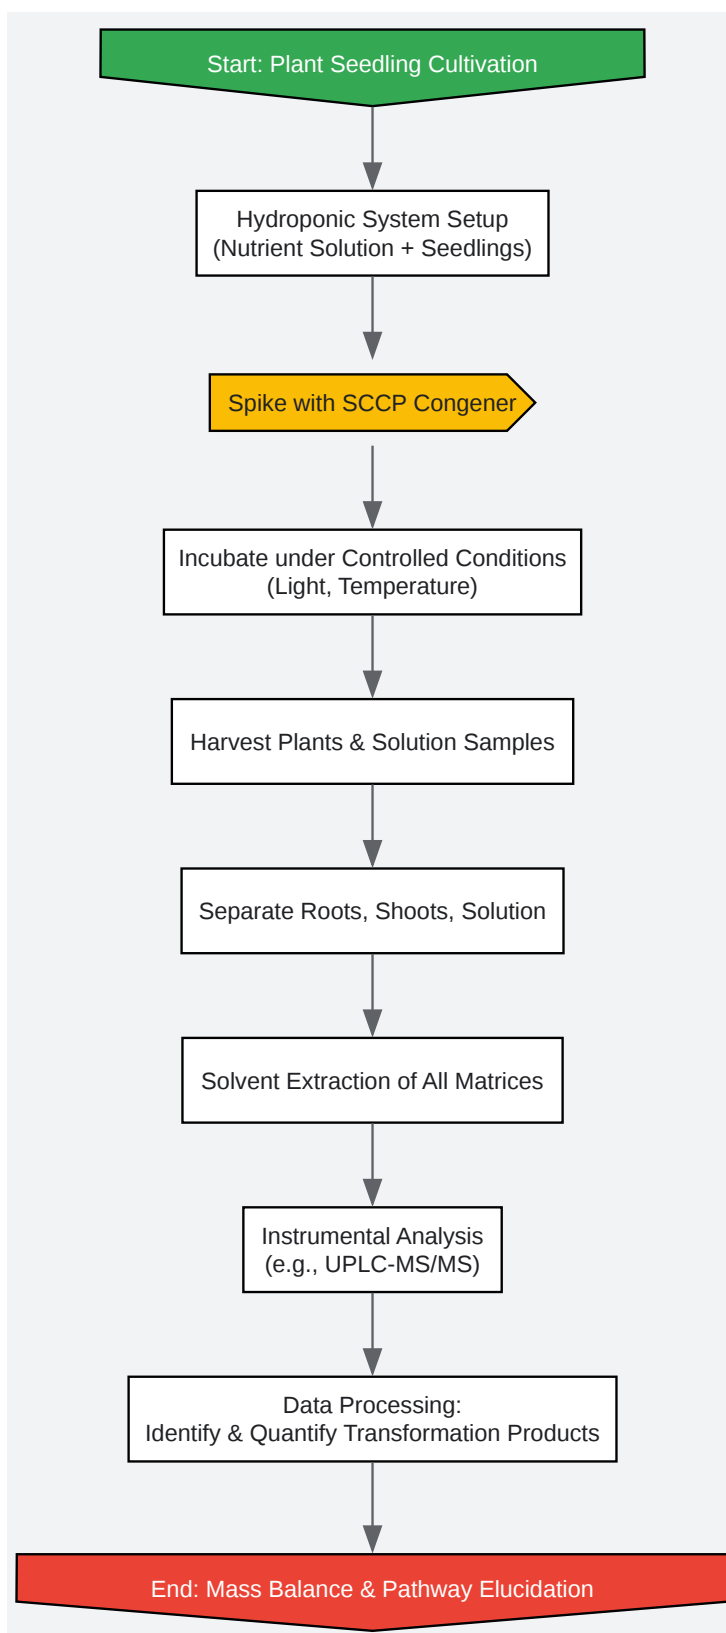 Start: Plant Seedling Cultivation
Hydroponic System Setup
(Nutrient Solution + Seedlings)
Spike with SCCP Congener
Incubate under Controlled Conditions
(Light, Temperature)
Harvest Plants & Solution Samples
Separate Roots, Shoots, Solution
Solvent Extraction of All Matrices
Instrumental Analysis
(e.g., UPLC-MS/MS)
Data Processing:
Identify & Quantify Transformation Products
End: Mass Balance & Pathway Elucidation